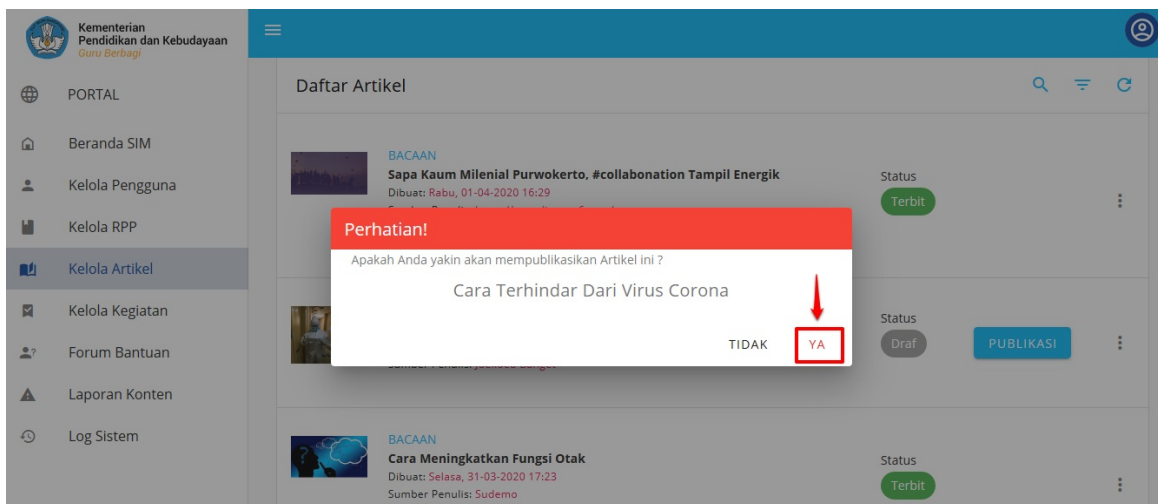 Kementerian
Pendidikan dan Kebudayaan
Guru Berbagi
PORTAL
Beranda SIM
Kelola Pengguna
Kelola RPP
Kelola Artikel
Kelola Kegiatan
Forum Bantuan
Laporan Konten
Log Sistem
Daftar Artikel
BACAAN
Sapa Kaum Milenial Purwokerto, #collabonation Tampil Energik
Dibuat: Rabu, 01-04-2020 16:29
Status
Terbit
Perhatian!
Apakah Anda yakin akan mempublikasikan Artikel ini ?
Cara Terhindar Dari Virus Corona
TIDAK YA
Status
Draf
PUBLIKASI
BACAAN
Cara Meningkatkan Fungsi Otak
Dibuat: Selasa, 31-03-2020 17:23
Sumber Penulis: Sudemo
Status
Terbit